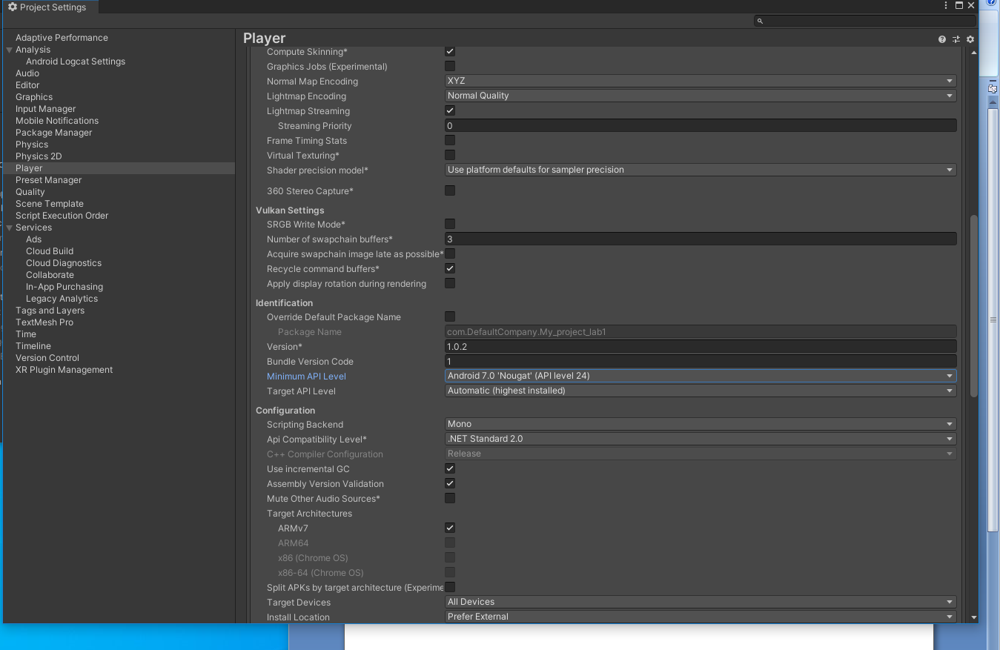 Project Settings
Adaptive Performance
Analysis
Android Logcat Settings
Audio
Editor
Graphics
Input Manager
Mobile Notifications
Package Manager
Physics
Physics 2D
Player
Preset Manager
Quality
Scene Template
Script Execution Order
Services
Ads
Cloud Build
Cloud Diagnostics
Collaborate
In-App Purchasing
Legacy Analytics
Tags and Layers
TextMesh Pro
Time
Timeline
Version Control
XR Plugin Management
Player
Compute Skinning*
Graphics Jobs (Experimental)
Normal Map Encoding XYZ
Lightmap Encoding Normal Quality
Lightmap Streaming
Streaming Priority 0
Frame Timing Stats
Virtual Texturing*
Shader precision model* Use platform defaults for sampler precision
360 Stereo Capture*
Vulkan Settings
SRGB Write Mode*
Number of swapchain buffers* 3
Acquire swapchain image late as possible*
Recycle command buffers*
Apply display rotation during rendering
Identification
Override Default Package Name
Package Name com.DefaultCompany.My_project_lab1
Version* 1.0.2
Bundle Version Code 1
Minimum API Level Android 7.0 'Nougat' (API level 24)
Target API Level Automatic (highest installed)
Configuration
Scripting Backend Mono
Api Compatibility Level* .NET Standard 2.0
C++ Compiler Configuration Release
Use incremental GC
Assembly Version Validation
Mute Other Audio Sources*
Target Architectures
ARMv7
ARM64
x86 (Chrome OS)
x86-64 (Chrome OS)
Split APKs by target architecture (Experime
Target Devices All Devices
Install Location Prefer External